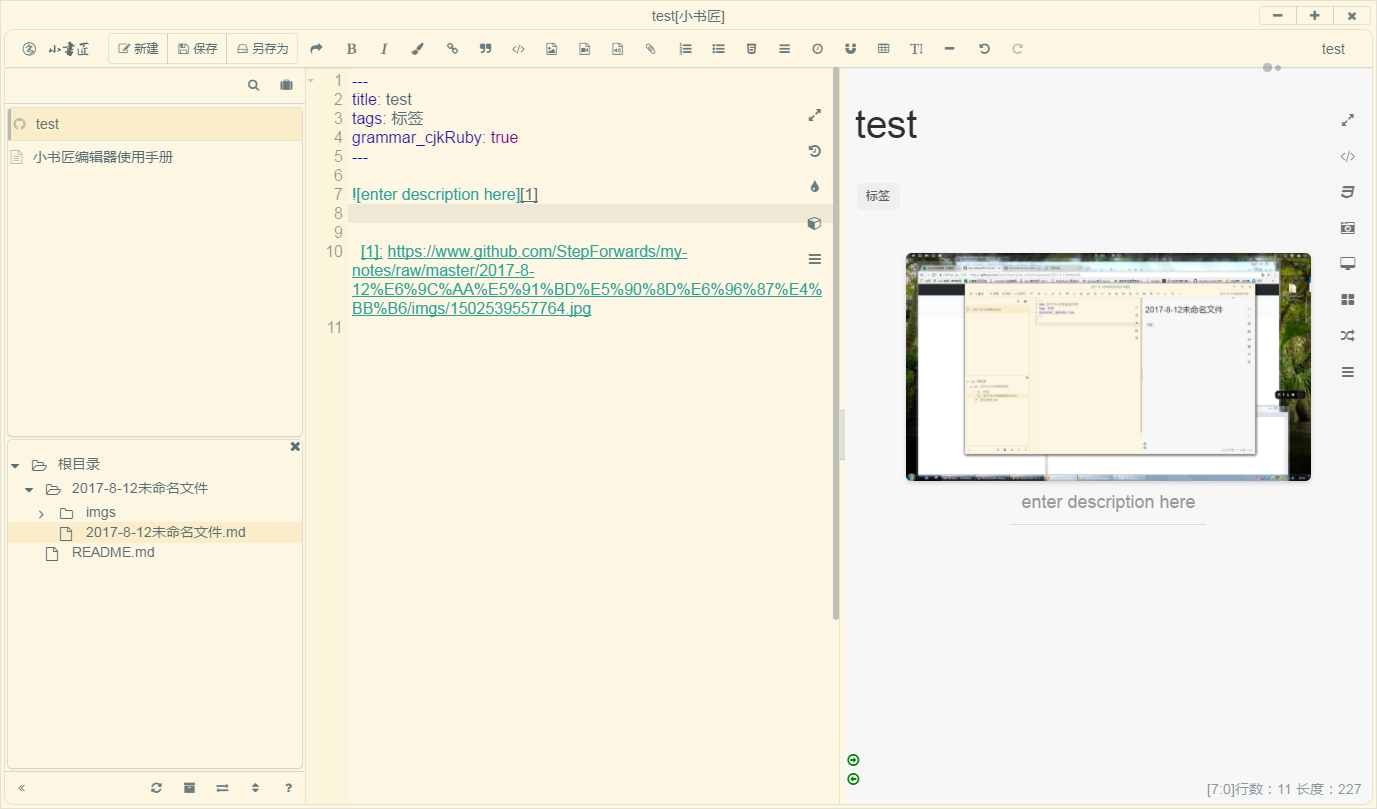 test[小书匠]
小书匠 新建 保存 另存为 test
test
小书匠编辑器使用手册
根目录
2017-8-12未命名文件
imgs
2017-8-12未命名文件.md
README.md
1 ---
2 title: test
3 tags: 标签
4 grammar_cjkRuby: true
5 ---
6
7 ![enter description here][1]
8
9
10 [1]: https://www.github.com/StepForwards/my-
notes/raw/master/2017-8-
12%E6%9C%AA%E5%91%BD%E5%90%8D%E6%96%87%E4%
BB%B6/imgs/1502539557764.jpg
11
test
标签
2017-8-12未命名文件
enter description here
[7:0]行数：11 长度：227